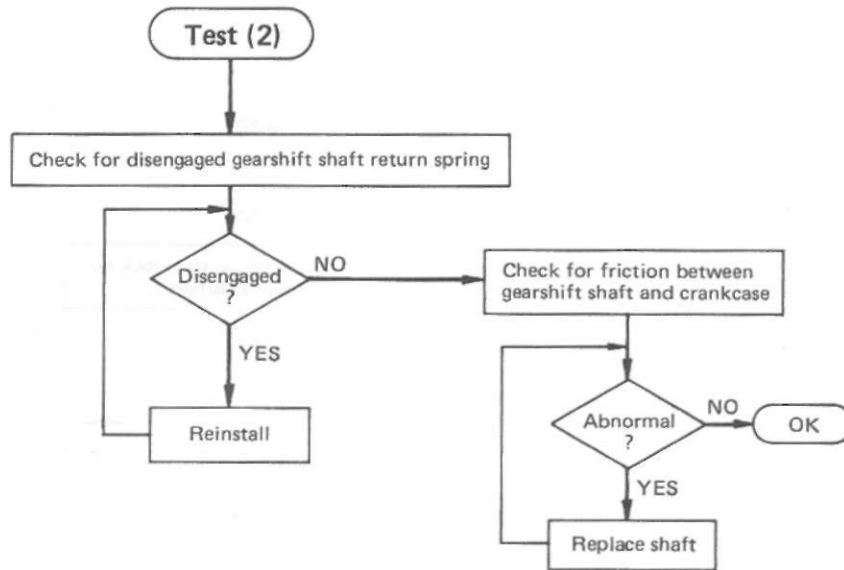 Test (2)
Check for disengaged gearshift shaft return spring
Disengaged
?
NO
YES
Reinstall
Check for friction between
gearshift shaft and crankcase
Abnormal
?
NO
OK
YES
Replace shaft